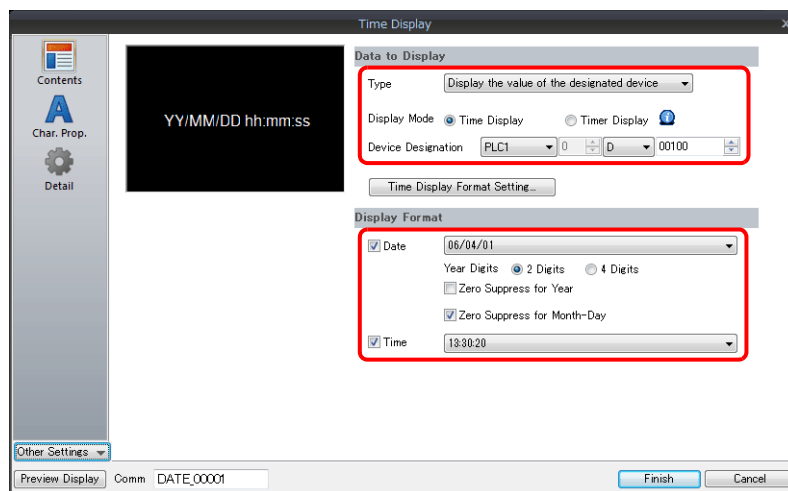 Time Display
Contents
Char. Prop.
Detail
YY/MM/DD hh:mm:ss
Data to Display
Type Display the value of the designated device
Display Mode Time Display Timer Display
Device Designation PLC1 0 D 00100
Time Display Format Setting...
Display Format
Date 06/04/01
Year Digits 2 Digits 4 Digits
Zero Suppress for Year
Zero Suppress for Month-Day
Time 13:30:20
Other Settings
Preview Display Comm DATE_00001 Finish Cancel